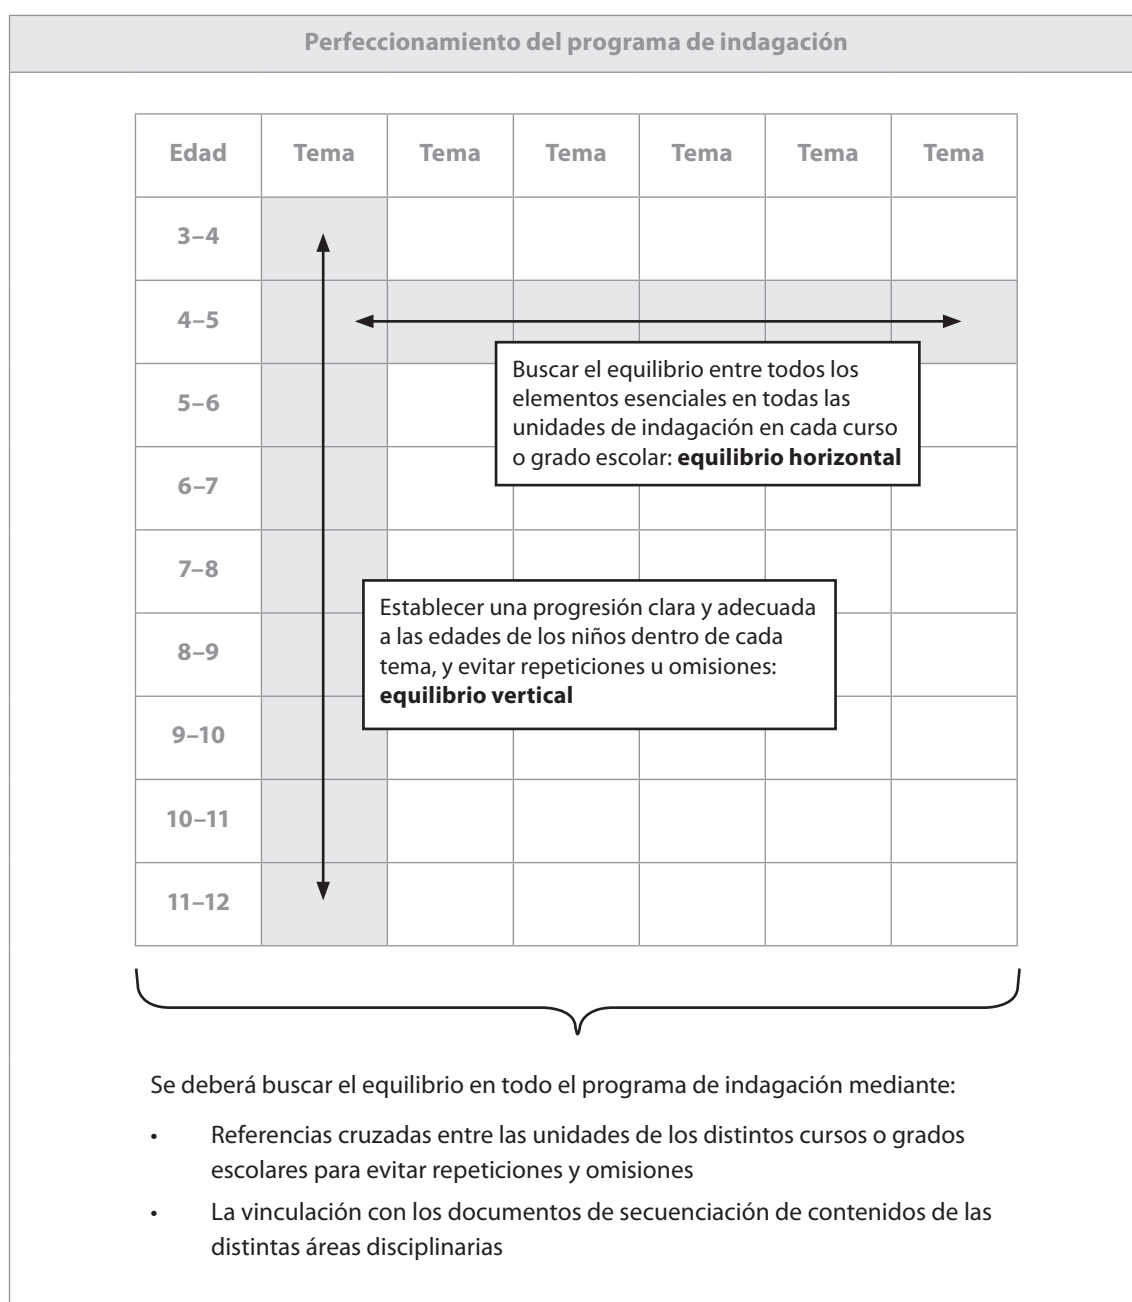 Perfeccionamiento del programa de indagación
Edad Tema Tema Tema Tema Tema Tema
3–4
4–5
Buscar el equilibrio entre todos los
elementos esenciales en todas las
unidades de indagación en cada curso
o grado escolar: equilibrio horizontal
5–6
6–7
7–8
Establecer una progresión clara y adecuada
a las edades de los niños dentro de cada
tema, y evitar repeticiones u omisiones:
equilibrio vertical
8–9
9–10
10–11
11–12
Se deberá buscar el equilibrio en todo el programa de indagación mediante:
• Referencias cruzadas entre las unidades de los distintos cursos o grados
escolares para evitar repeticiones y omisiones
• La vinculación con los documentos de secuenciación de contenidos de las
distintas áreas disciplinarias